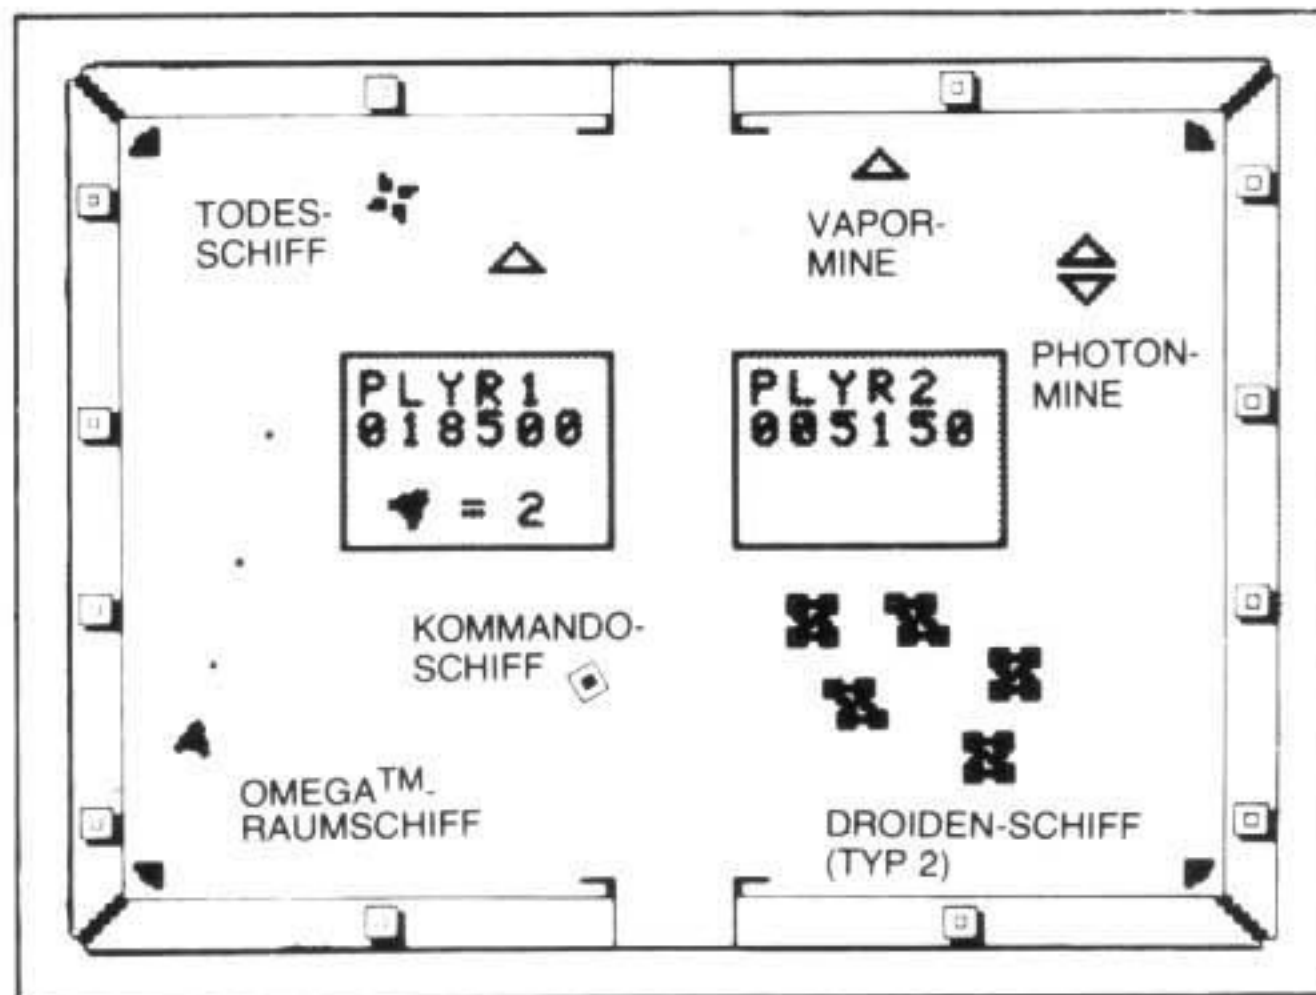 TODES-
SCHIFF
VAPOR-
MINE
PHOTON-
MINE
PLYR1
018500
= 2
PLYR2
005150
KOMMANDO-
SCHIFF
OMEGA™-
RAUMSCHIFF
DROIDEN-SCHIFF
(TYP 2)